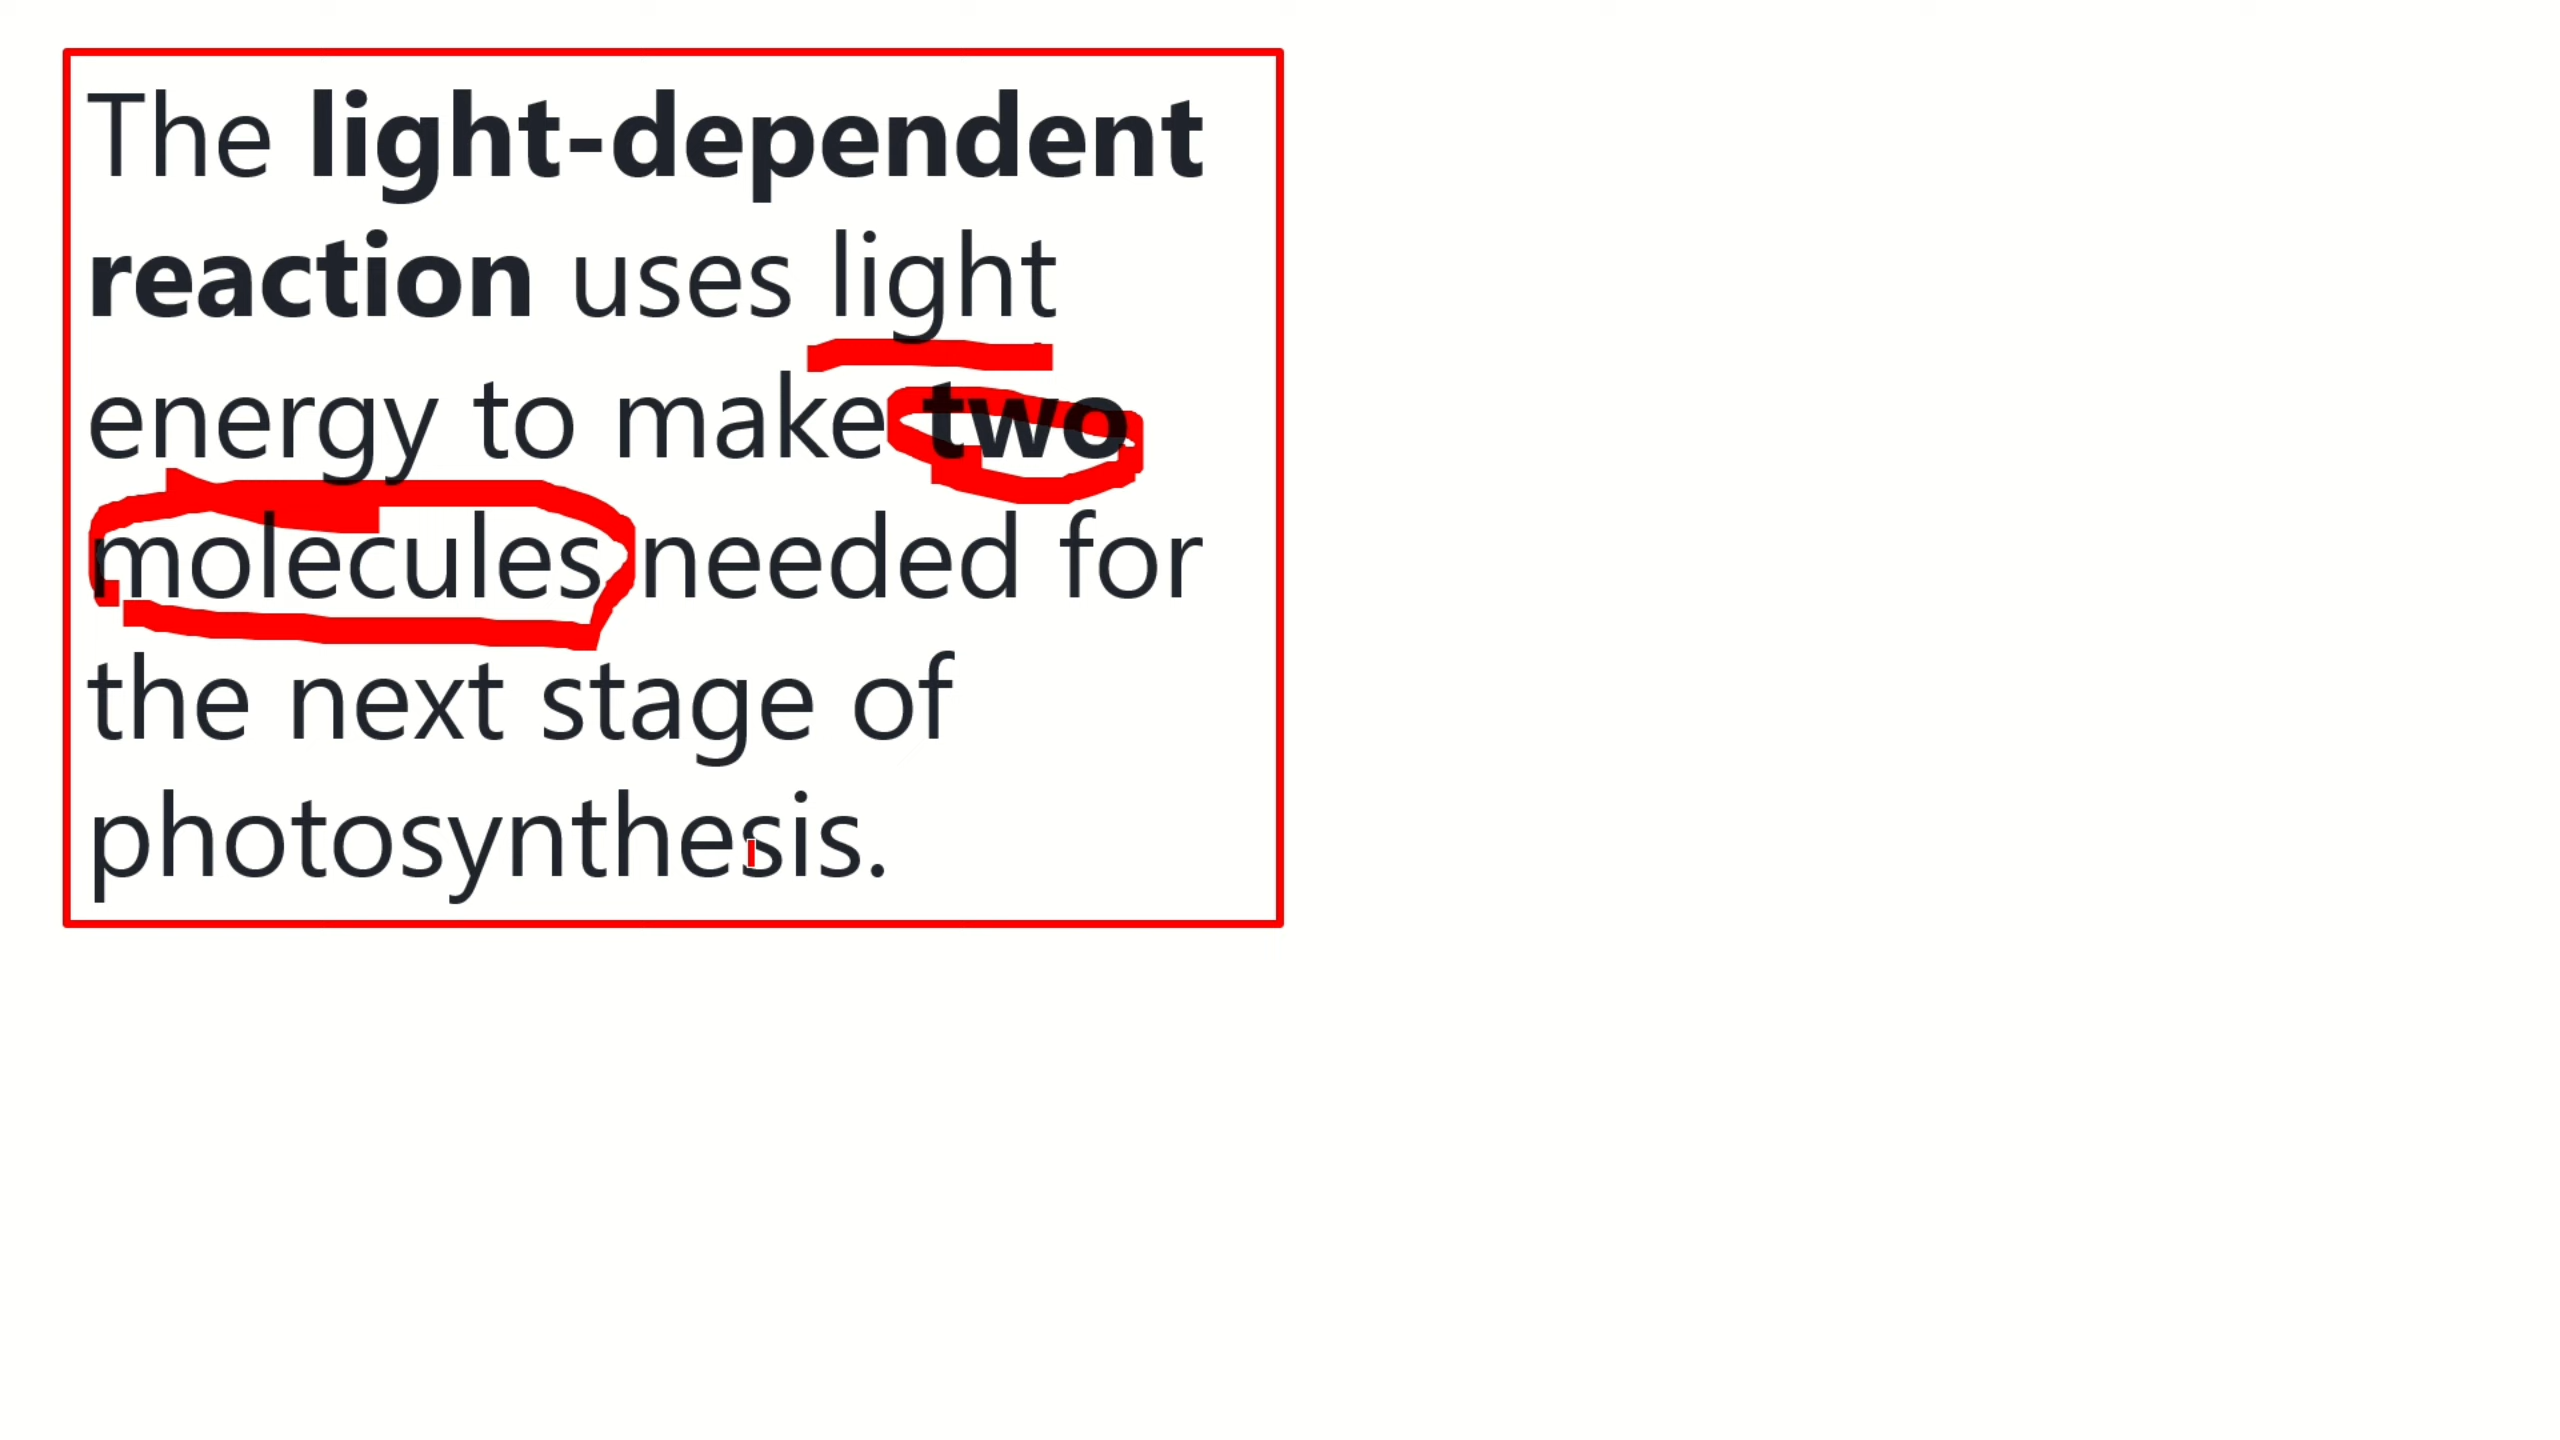 The light-dependent
reaction uses light
energy to make two
molecules needed for
the next stage of
photosynthesis.